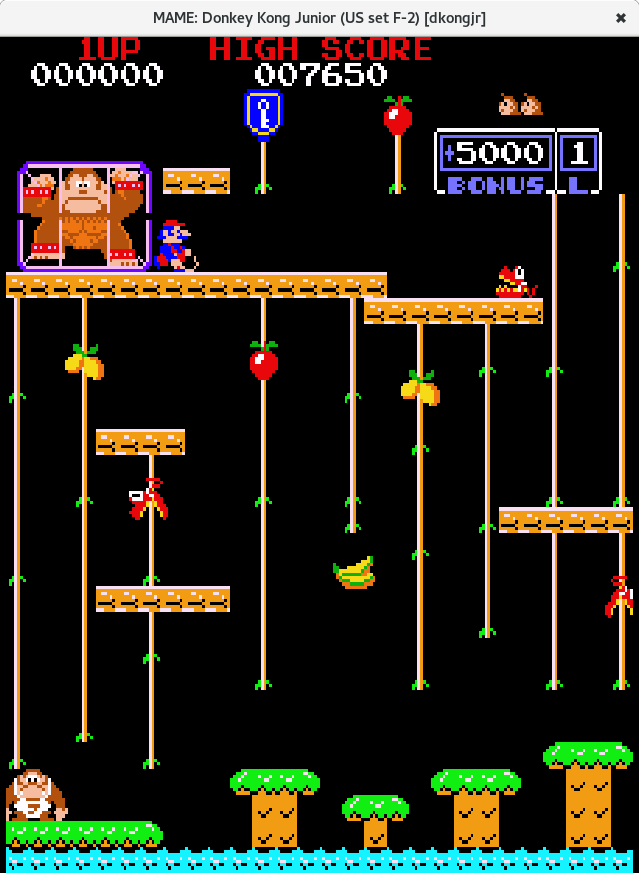 MAME: Donkey Kong Junior (US set F-2) [dkongjr]
1UP HIGH SCORE
000000 007650
+5000 1
BONUS L